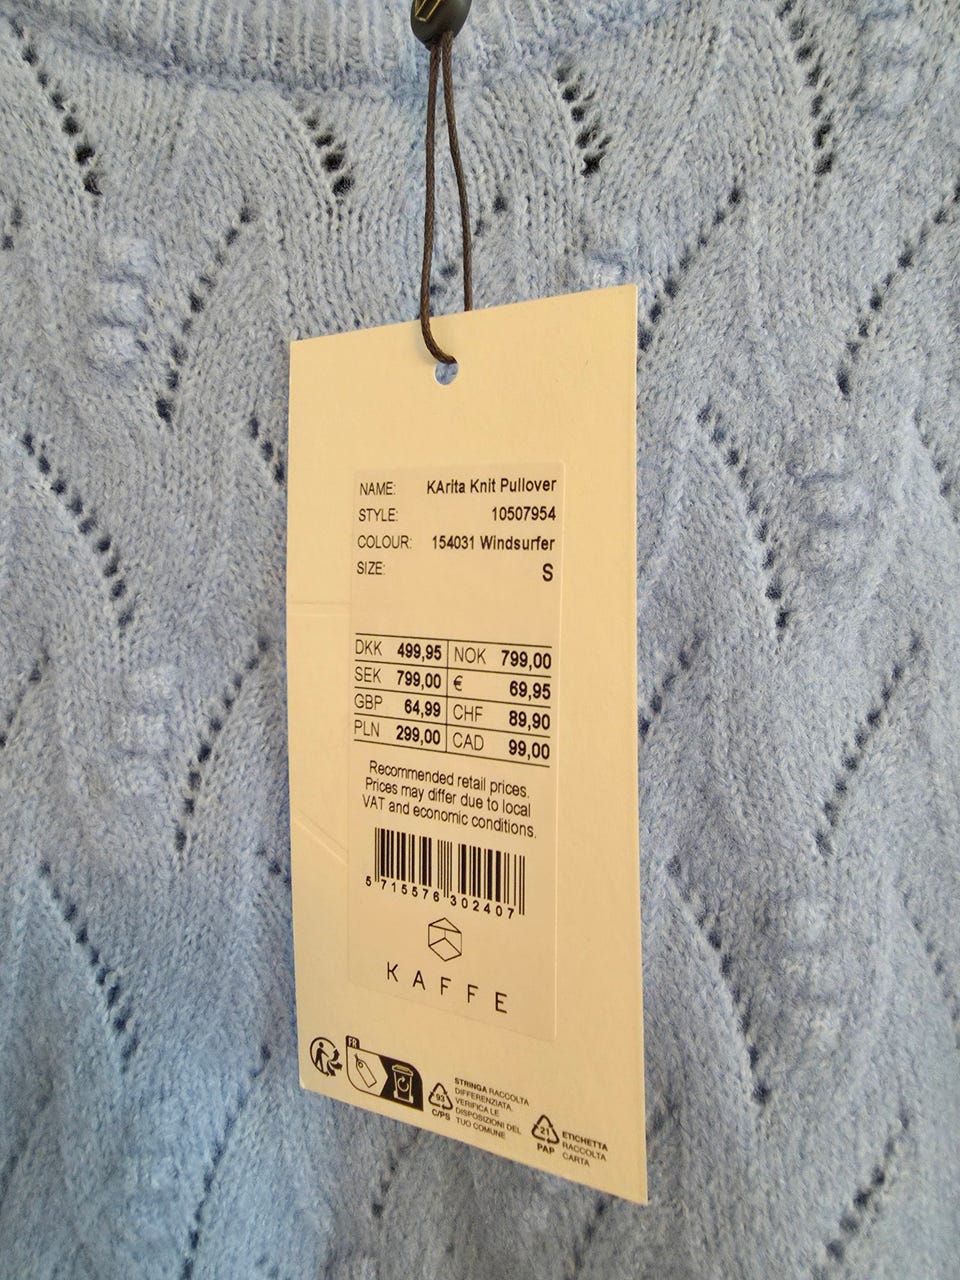 NAME: KArita Knit Pullover
STYLE: 10507954
COLOUR: 154031 Windsurfer
SIZE: S
DKK 499,95 NOK 799,00
SEK 799,00 € 69,95
GBP 64,99 CHF 89,90
PLN 299,00 CAD 99,00
Recommended retail prices.
Prices may differ due to local
VAT and economic conditions.
5 715576 302407
KAFFE
FR
93
C/PS
STRINGA RACCOLTA
DIFFERENZIATA.
VERIFICA LE
DISPOSIZIONI DEL
TUO COMUNE
21
PAP
ETICHETTA
RACCOLTA
CARTA